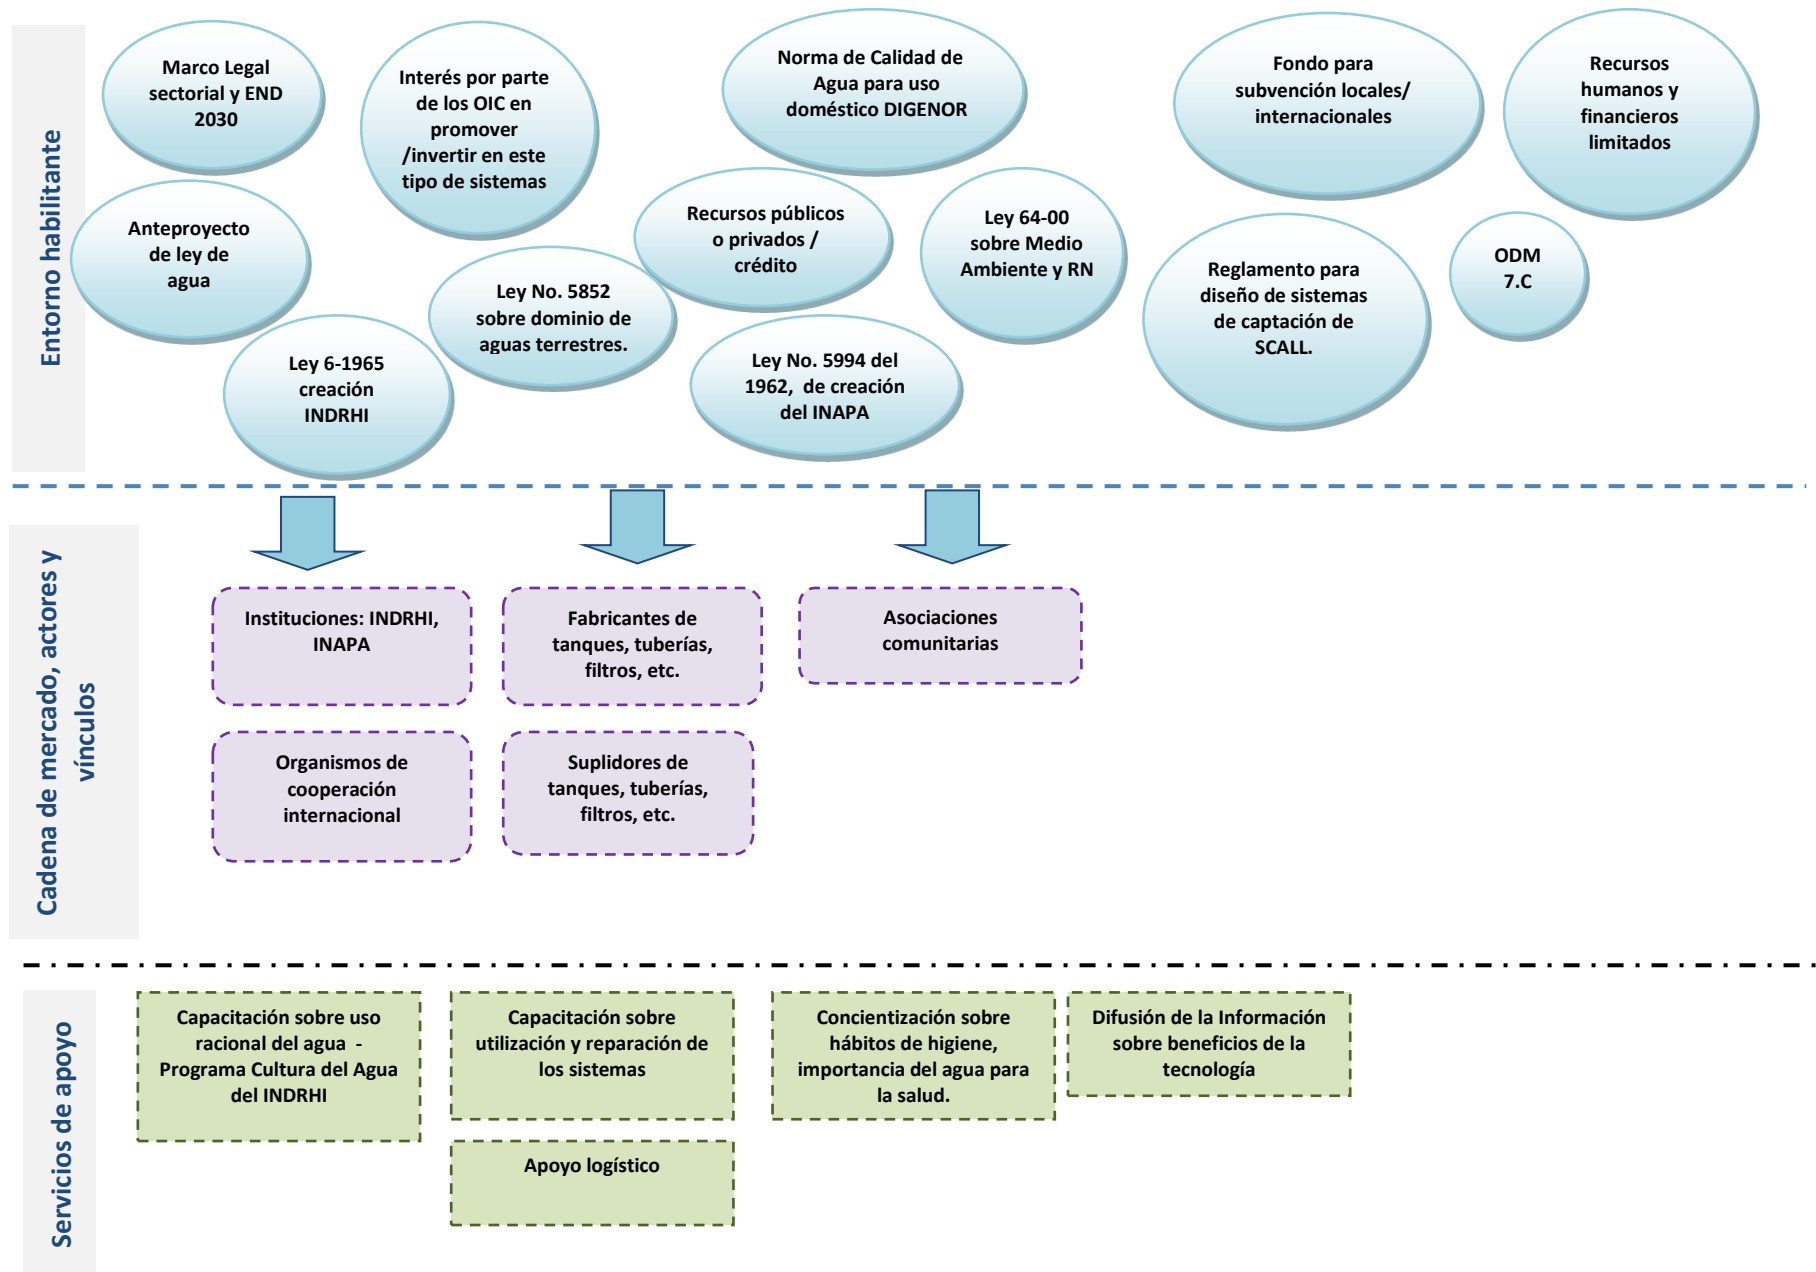 Entorno habilitante
Marco Legal
sectorial y END
2030
Interés por parte
de los OIC en
promover
/invertir en este
tipo de sistemas
Norma de Calidad de
Agua para uso
doméstico DIGENOR
Fondo para
subvención locales/
internacionales
Recursos
humanos y
financieros
limitados
Anteproyecto
de ley de
agua
Recursos públicos
o privados /
crédito
Ley 64-00
sobre Medio
Ambiente y RN
Reglamento para
diseño de sistemas
de captación de
SCALL.
ODM
7.C
Ley No. 5852
sobre dominio de
aguas terrestres.
Ley 6-1965
creación
INDRHI
Ley No. 5994 del
1962, de creación
del INAPA
Cadena de mercado, actores y
vínculos
Instituciones: INDRHI,
INAPA
Fabricantes de
tanques, tuberías,
filtros, etc.
Asociaciones
comunitarias
Organismos de
cooperación
internacional
Suplidores de
tanques, tuberías,
filtros, etc.
Servicios de apoyo
Capacitación sobre uso
racional del agua -
Programa Cultura del Agua
del INDRHI
Capacitación sobre
utilización y reparación de
los sistemas
Concientización sobre
hábitos de higiene,
importancia del agua para
la salud.
Difusión de la Información
sobre beneficios de la
tecnología
Apoyo logístico